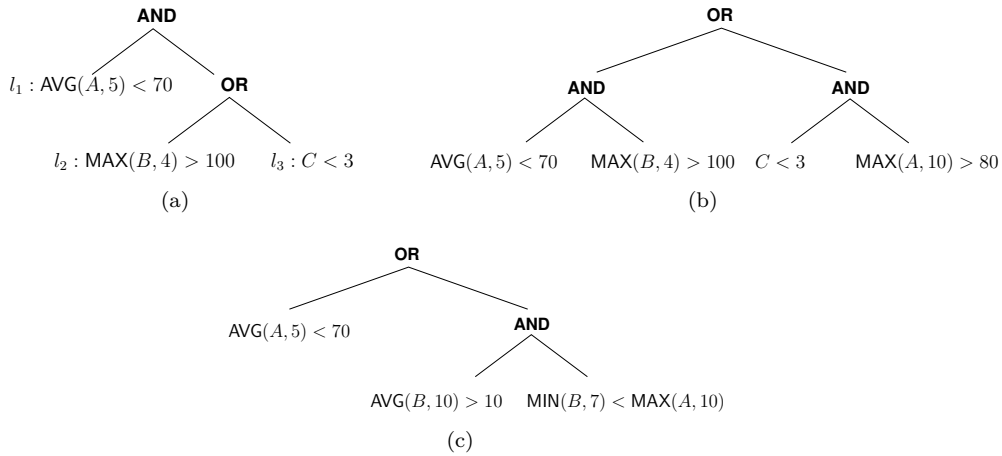 AND
l₁ : AVG(A, 5) < 70
OR
l₂ : MAX(B, 4) > 100
l₃ : C < 3
(a)
OR
AND
AND
AVG(A, 5) < 70
MAX(B, 4) > 100
C < 3
MAX(A, 10) > 80
(b)
OR
AVG(A, 5) < 70
AND
AVG(B, 10) > 10
MIN(B, 7) < MAX(A, 10)
(c)